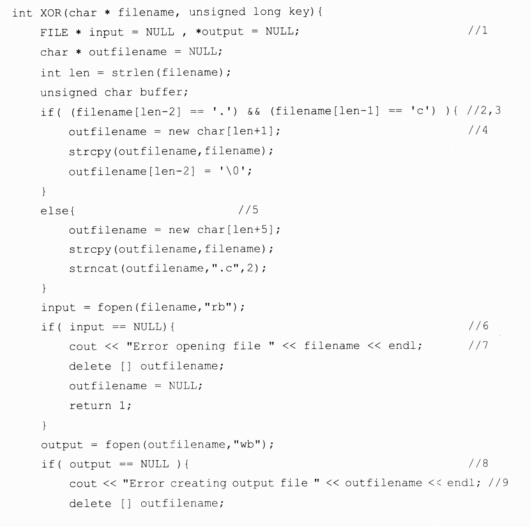 int XOR(char * filename, unsigned long key){
FILE * input = NULL , *output = NULL; //1
char * outfilename = NULL;
int len = strlen(filename);
unsigned char buffer;
if( (filename[len-2] == '.') && (filename[len-1] == 'c') ){ //2,3
outfilename = new char[len+1]; //4
strcpy(outfilename,filename);
outfilename[len-2] = '\0';
}
else{ //5
outfilename = new char[len+5];
strcpy(outfilename,filename);
strncat(outfilename,".c",2);
}
input = fopen(filename,"rb");
if( input == NULL){ //6
cout << "Error opening file " << filename << endl; //7
delete [] outfilename;
outfilename = NULL;
return 1;
}
output = fopen(outfilename,"wb");
if( output == NULL ){ //8
cout << "Error creating output file " << outfilename << endl; //9
delete [] outfilename;